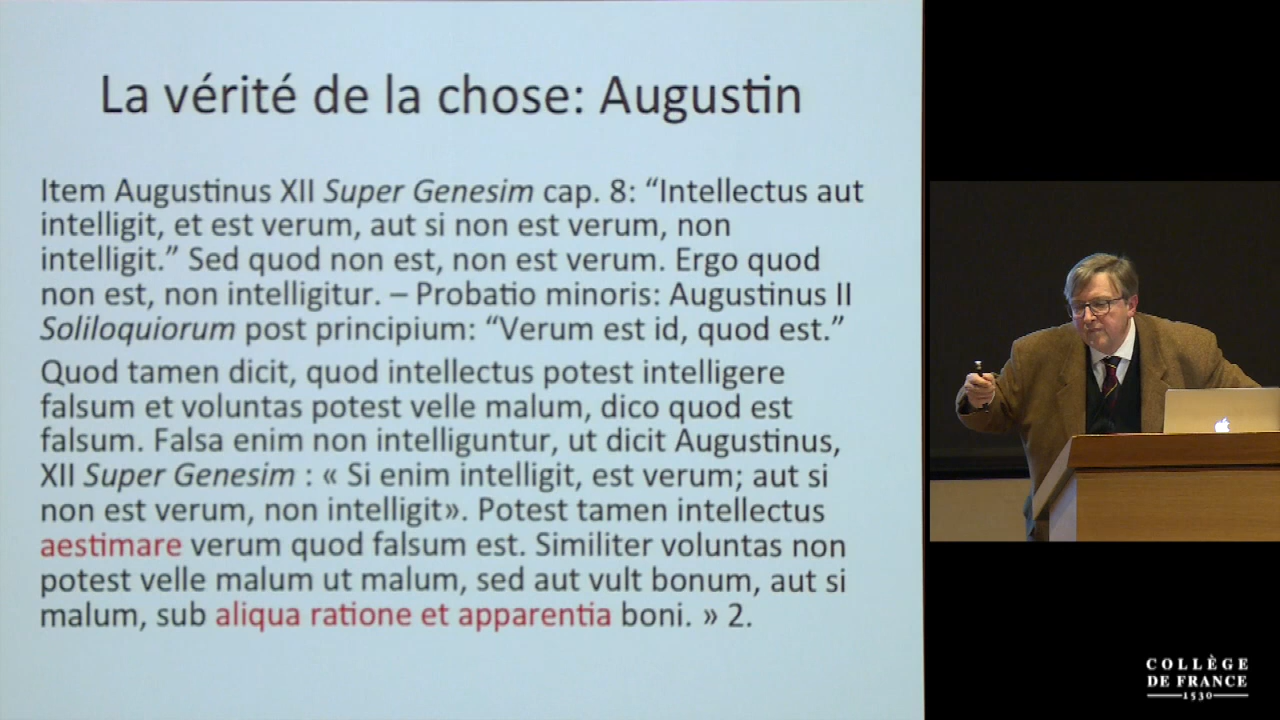 La vérité de la chose: Augustin
Item Augustinus XII Super Genesim cap. 8: “Intellectus aut
intelligit, et est verum, aut si non est verum, non
intelligit.” Sed quod non est, non est verum. Ergo quod
non est, non intelligitur. – Probatio minoris: Augustinus II
Soliloquiorum post principium: “Verum est id, quod est.”
Quod tamen dicit, quod intellectus potest intelligere
falsum et voluntas potest velle malum, dico quod est
falsum. Falsa enim non intelliguntur, ut dicit Augustinus,
XII Super Genesim : « Si enim intelligit, est verum; aut si
non est verum, non intelligit». Potest tamen intellectus
aestimare verum quod falsum est. Similiter voluntas non
potest velle malum ut malum, sed aut vult bonum, aut si
malum, sub aliqua ratione et apparentia boni. » 2.
COLLÈGE
DE FRANCE
1530